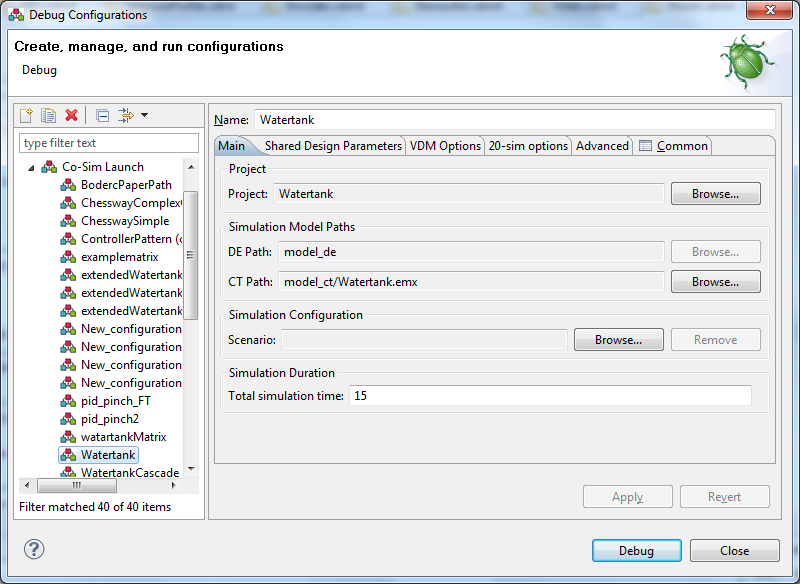 Debug Configurations
Create, manage, and run configurations
Debug
type filter text
Co-Sim Launch
BodercPaperPath
ChesswayComplex
ChesswaySimple
ControllerPattern (c
examplematrix
extendedWatertank
extendedWatertank
extendedWatertank
New_configuration
New_configuration
New_configuration
New_configuration
pid_pinch_FT
pid_pinch2
watartankMatrix
Watertank
WatertankCascade
Filter matched 40 of 40 items
Name: Watertank
Main Shared Design Parameters VDM Options 20-sim options Advanced Common
Project
Project: Watertank Browse...
Simulation Model Paths
DE Path: model_de Browse...
CT Path: model_ct/Watertank.emx Browse...
Simulation Configuration
Scenario: Browse... Remove
Simulation Duration
Total simulation time: 15
Apply Revert
? Debug Close